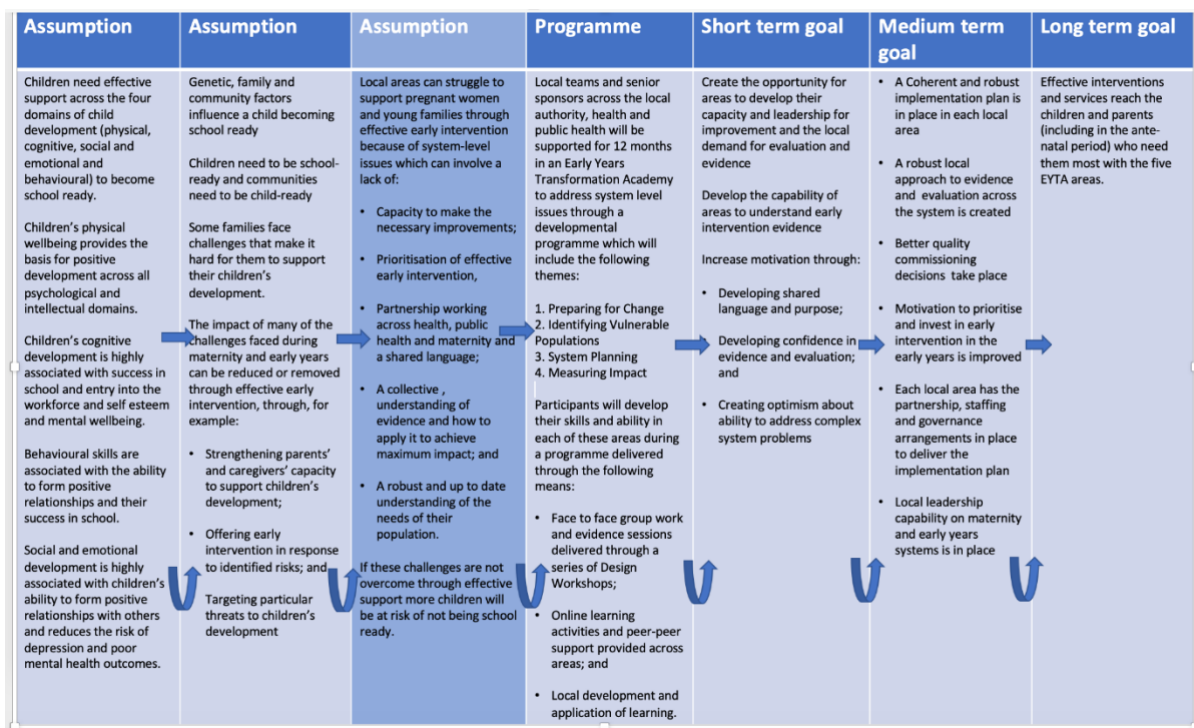 Assumption
Children need effective
support across the four
domains of child
development (physical,
cognitive, social and
emotional and
behavioural) to become
school ready.
Children's physical
wellbeing provides the
basis for positive
development across all
psychological and
intellectual domains.
Children's cognitive
development is highly
associated with success in
school and entry into the
workforce and self esteem
and mental wellbeing.
Behavioural skills are
associated with the ability
to form positive
relationships and their
success in school.
Social and emotional
development is highly
associated with children's
ability to form positive
relationships with others
and reduces the risk of
depression and poor
mental health outcomes.
Assumption
Genetic, family and
community factors
influence a child becoming
school ready
Children need to be school-
ready and communities
need to be child-ready
Some families face
challenges that make it
hard for them to support
their children's
development.
The impact of many of the
challenges faced during
maternity and early years
can be reduced or removed
through effective early
intervention, through, for
example:
• Strengthening parents'
and caregivers' capacity
to support children's
development;
• Offering early
intervention in response
to identified risks; and
• Targeting particular
threats to children's
development
Assumption
Local areas can struggle to
support pregnant women
and young families through
effective early intervention
because of system-level
issues which can involve a
lack of:
• Capacity to make the
necessary improvements;
• Prioritisation of effective
early intervention,
• Partnership working
across health, public
health and maternity and
a shared language;
• A collective ,
understanding of
evidence and how to
apply it to achieve
maximum impact; and
• A robust and up to date
understanding of the
needs of their
population.
If these challenges are not
overcome through effective
support more children will
be at risk of not being school
ready.
Programme
Local teams and senior
sponsors across the local
authority, health and
public health will be
supported for 12 months
in an Early Years
Transformation Academy
to address system level
issues through a
developmental
programme which will
include the following
themes:
1. Preparing for Change
2. Identifying Vulnerable
Populations
3. System Planning
4. Measuring Impact
Participants will develop
their skills and ability in
each of these areas during
a programme delivered
through the following
means:
• Face to face group work
and evidence sessions
delivered through a
series of Design
Workshops;
• Online learning
activities and peer-peer
support provided across
areas; and
• Local development and
application of learning.
Short term goal
Create the opportunity for
areas to develop their
capacity and leadership for
improvement and the local
demand for evaluation and
evidence
Develop the capability of
areas to understand early
intervention evidence
Increase motivation through:
• Developing shared
language and purpose;
• Developing confidence in
evidence and evaluation;
and
• Creating optimism about
ability to address complex
system problems
Medium term
goal
• A Coherent and robust
implementation plan is
in place in each local
area
• A robust local
approach to evidence
and evaluation across
the system is created
• Better quality
commissioning
decisions take place
• Motivation to prioritise
and invest in early
intervention in the
early years is improved
• Each local area has the
partnership, staffing
and governance
arrangements in place
to deliver the
implementation plan
• Local leadership
capability on maternity
and early years
systems is in place
Long term goal
Effective interventions
and services reach the
children and parents
(including in the ante-
natal period) who need
them most with the five
EYTA areas.